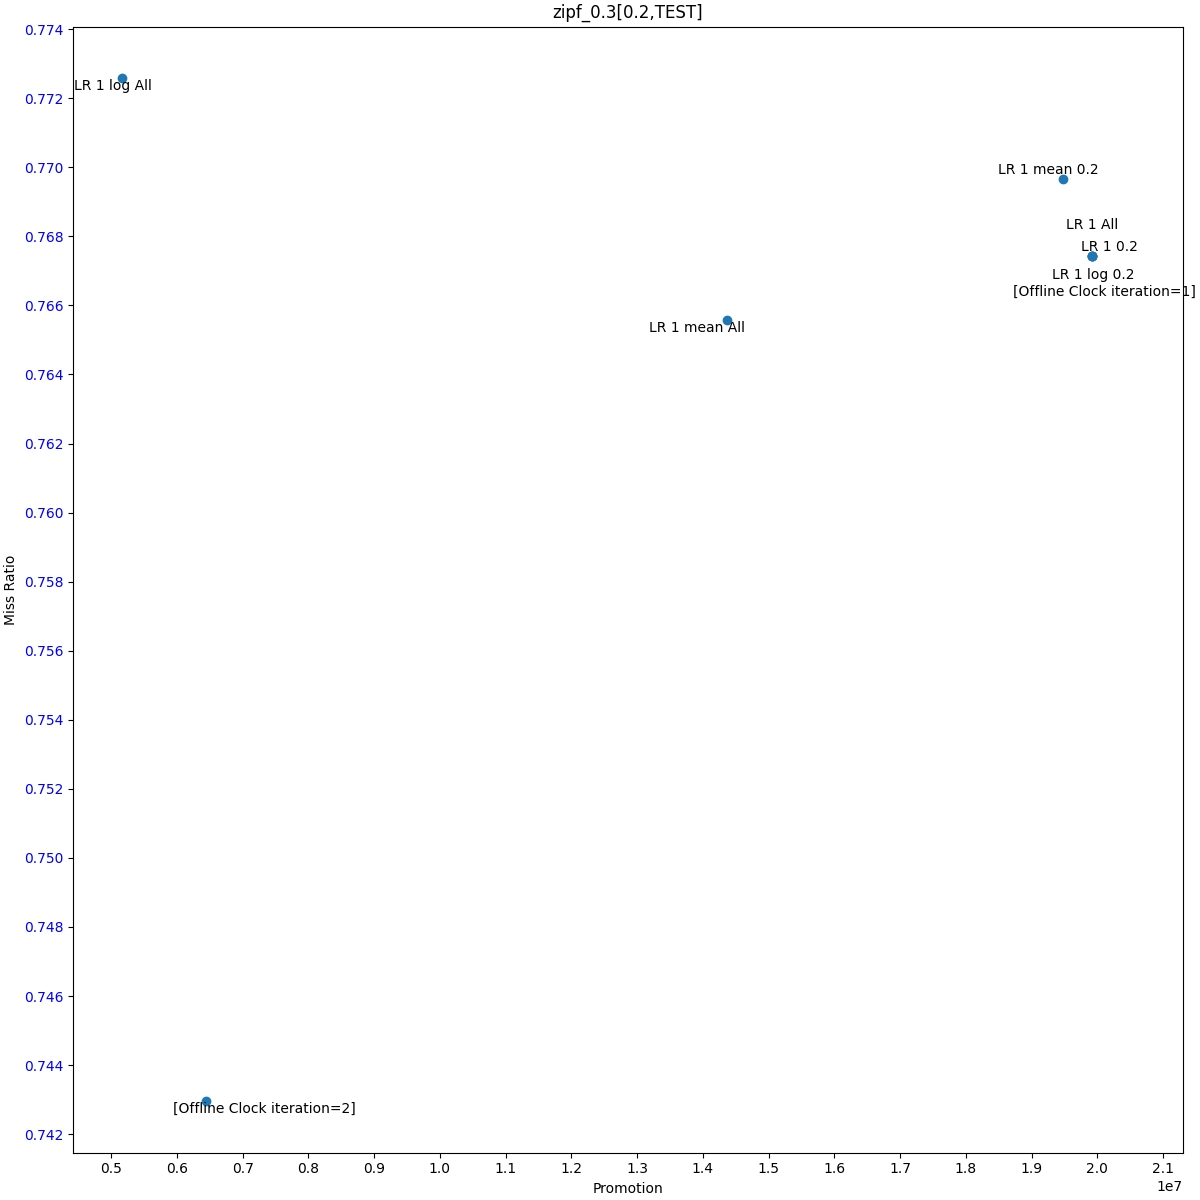 zipf_0.3[0.2,TEST]
0.774
LR 1 log All
0.772
0.770
LR 1 mean 0.2
LR 1 All
0.768
LR 1 0.2
LR 1 log 0.2
[Offline Clock iteration=1]
0.766
LR 1 mean All
0.764
0.762
0.760
0.758
0.756
0.754
0.752
0.750
0.748
0.746
0.744
[Offline Clock iteration=2]
0.742
Miss Ratio
0.5 0.6 0.7 0.8 0.9 1.0 1.1 1.2 1.3 1.4 1.5 1.6 1.7 1.8 1.9 2.0 2.1
1e7
Promotion